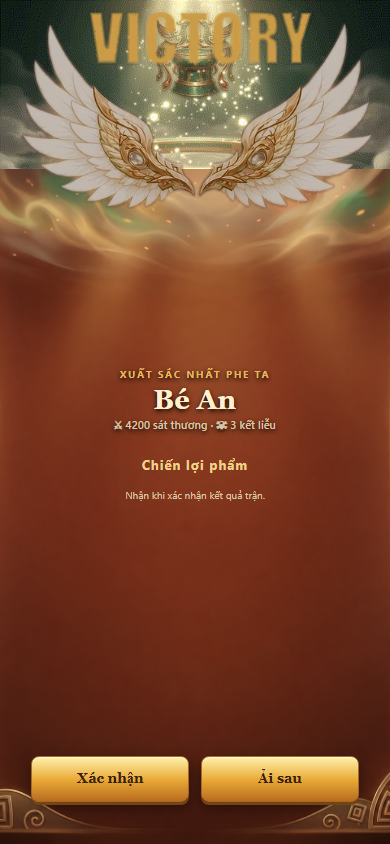 VICTORY
XUẤT SẮC NHẤT PHE TA
Bé An
⚔ 4200 sát thương · ☠ 3 kết liễu
Chiến lợi phẩm
Nhận khi xác nhận kết quả trận.
Xác nhận
Ải sau